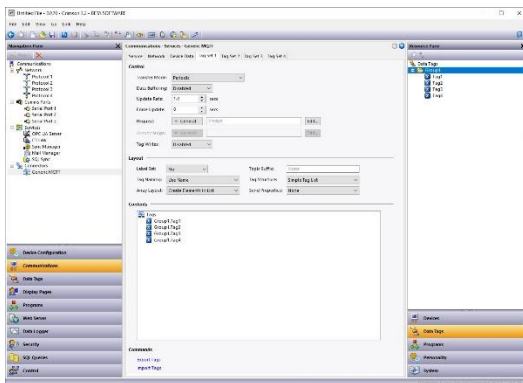 Untitled File - DA70 - Crimson 3.2 - BETA SOFTWARE
File Edit View Go Link Help
Navigation Pane
Communications
Network
Protocol 1
Protocol 2
Protocol 3
Protocol 4
Comms Ports
Serial Port 1
Serial Port 2
Serial Port 3
Devices
OPC UA Server
Sync Manager
Mail Manager
SQL Sync
Connectors
Generic MQTT
Device Configuration
Communications
Data Tags
Display Pages
Programs
Web Server
Data Logger
Security
SQL Queries
Control
Communications - Services - Generic MQTT
Service Network Device Data Tag Set 1 Tag Set 2 Tag Set 3 Tag Set 4
Control
Transfer Mode: Periodic
Data Buffering: Disabled
Update Rate: secs
Force Update: 0 secs
Request: General
Tag Writes: Disabled
Layout
Label Set: No
Topic Suffix:
Tag Naming: Use Name
Tag Structure: Simple Tag List
Array Layout: Create Elements in List
Send Properties: None
Contents
Tags
Group1.Tag1
Group1.Tag2
Group1.Tag3
Group1.Tag4
Commands
Export Tags
Import Tags
Resource Pane
Data Tags
Group1
Tag1
Tag2
Tag3
Tag4
Devices
Data Tags
Programs
Personality
System